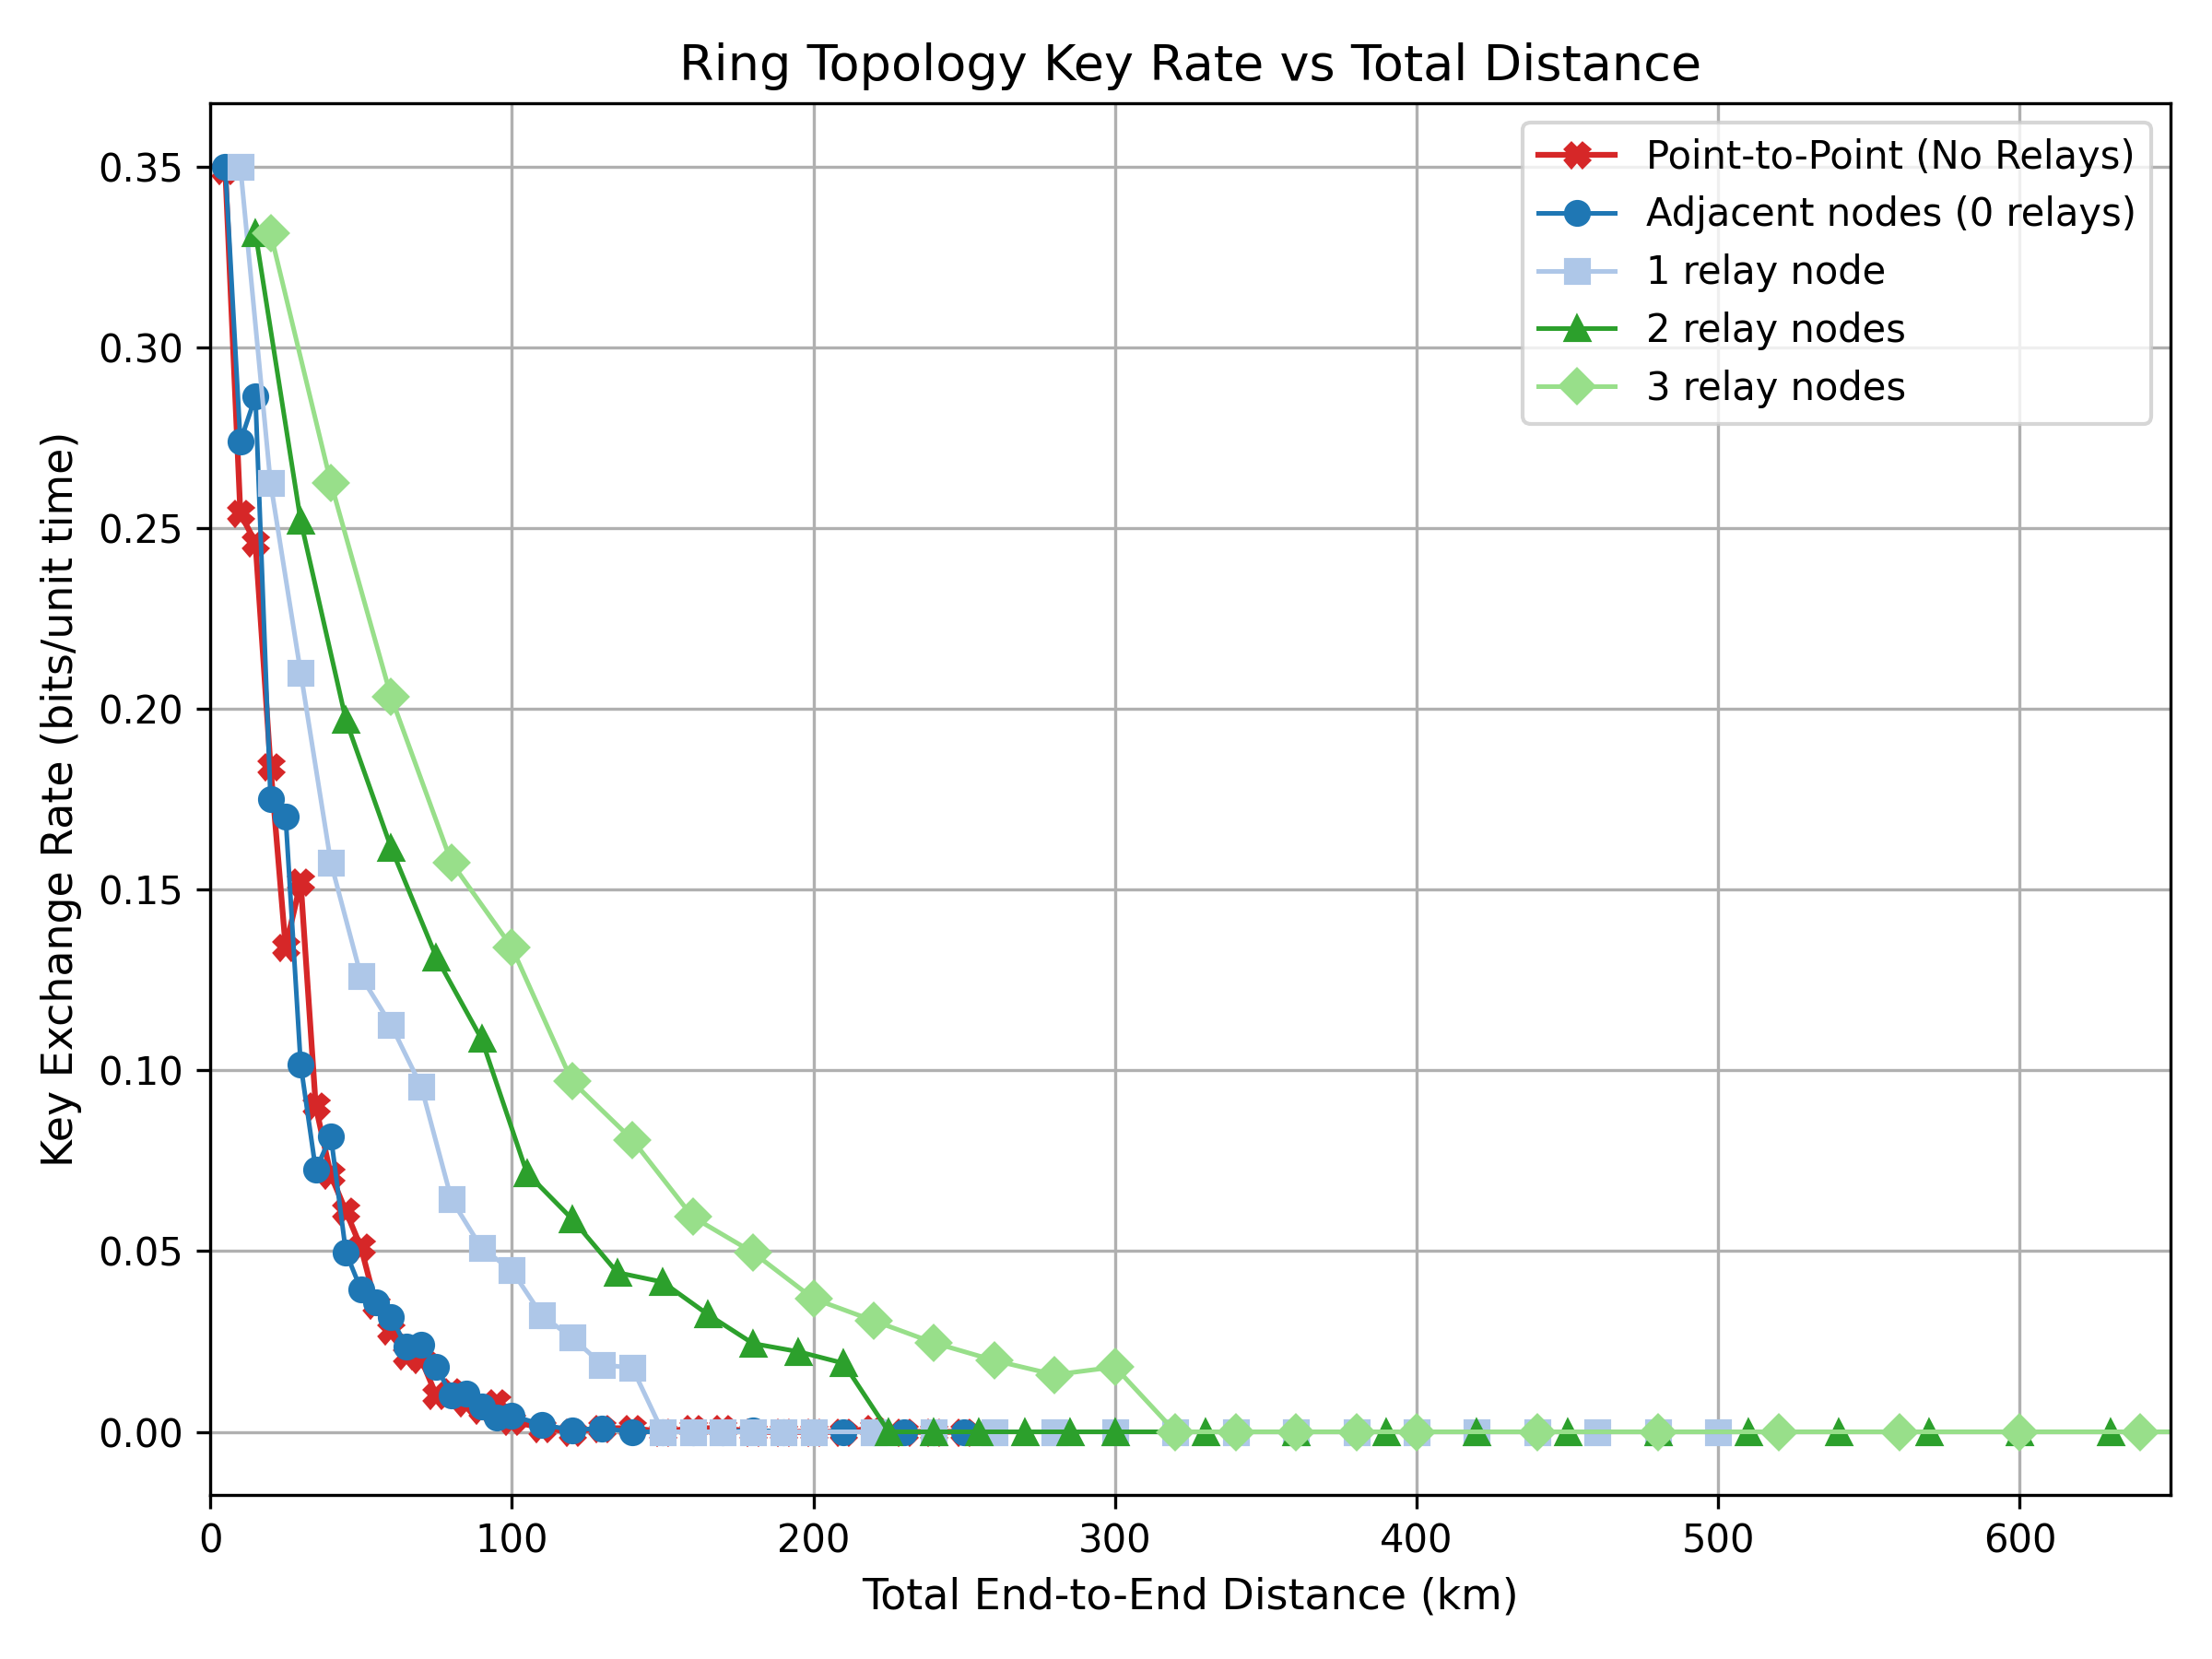 Ring Topology Key Rate vs Total Distance
Key Exchange Rate (bits/unit time)
0.35
0.30
0.25
0.20
0.15
0.10
0.05
0.00
Point-to-Point (No Relays)
Adjacent nodes (0 relays)
1 relay node
2 relay nodes
3 relay nodes
0 100 200 300 400 500 600
Total End-to-End Distance (km)